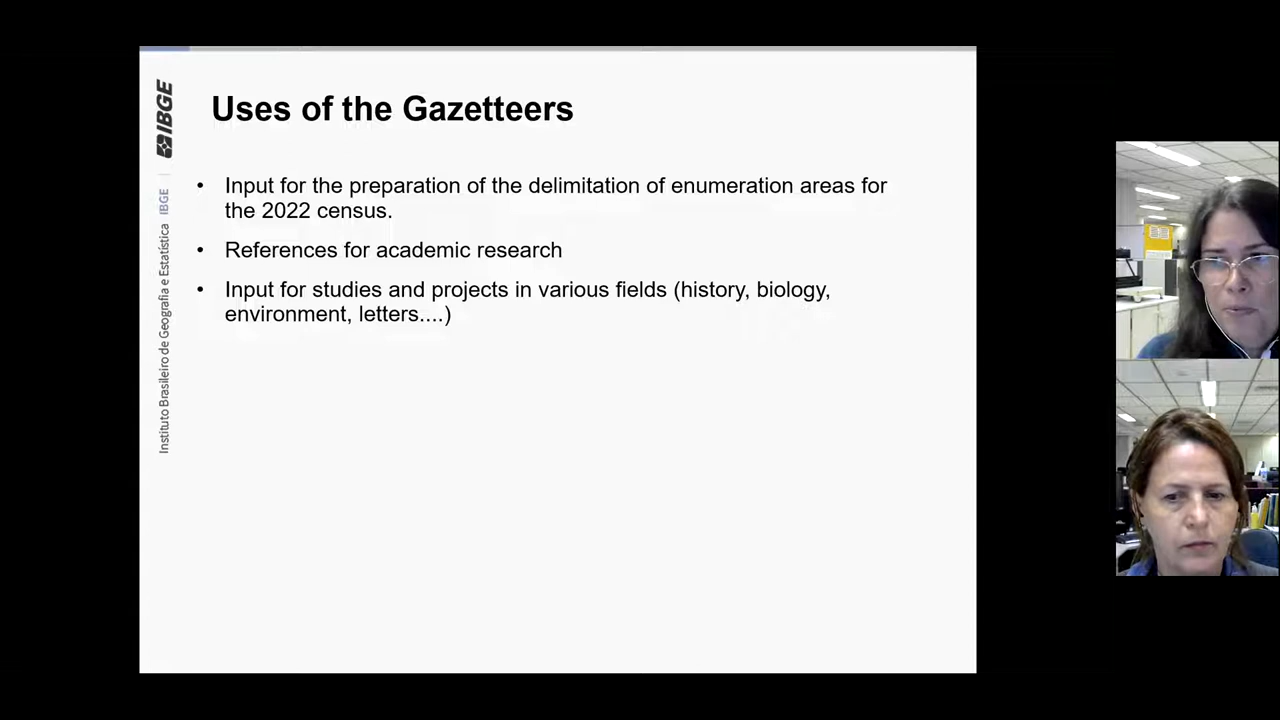 IBGE
Instituto Brasileiro de Geografia e Estatística | IBGE
Uses of the Gazetteers
• Input for the preparation of the delimitation of enumeration areas for
the 2022 census.
• References for academic research
• Input for studies and projects in various fields (history, biology,
environment, letters....)